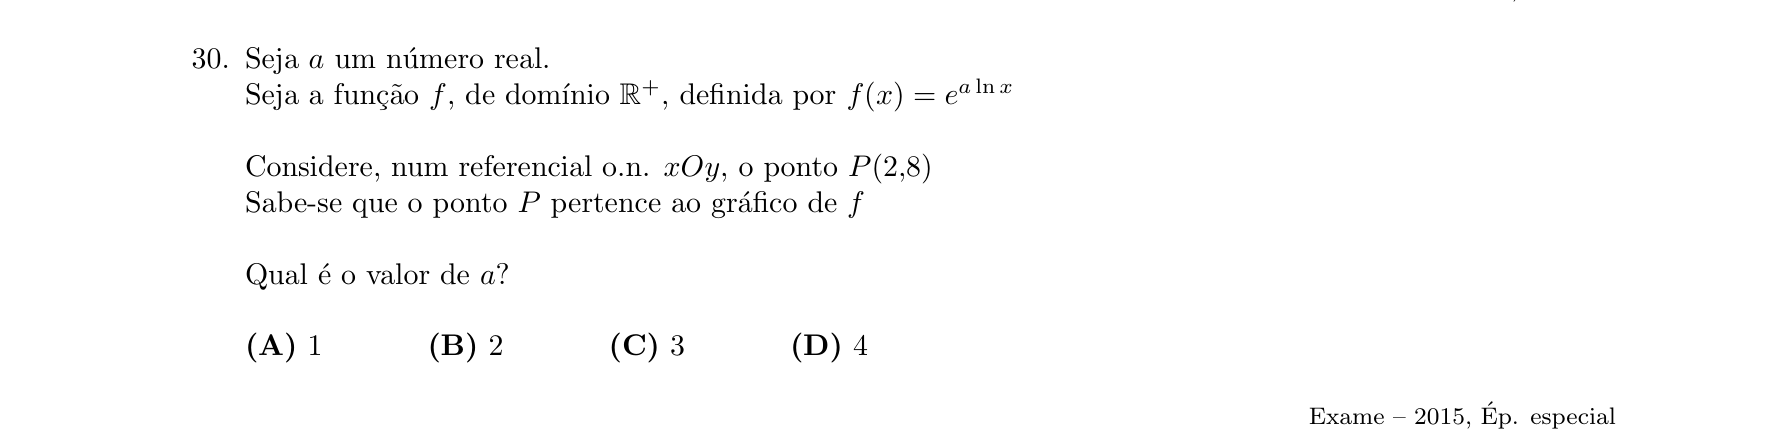 30. Seja a um número real.
Seja a função f, de domínio ℝ⁺, definida por f(x) = e^{a ln x}
Considere, num referencial o.n. xOy, o ponto P(2,8)
Sabe-se que o ponto P pertence ao gráfico de f
Qual é o valor de a?
(A) 1 (B) 2 (C) 3 (D) 4
Exame – 2015, Ép. especial